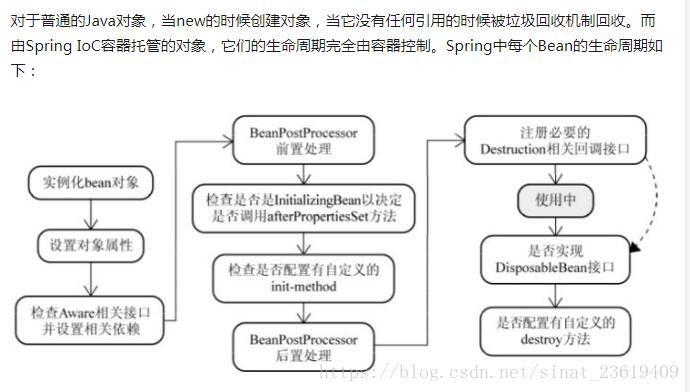 对于普通的Java对象，当new的时候创建对象，当它没有任何引用的时候被垃圾回收机制回收。而
由Spring IoC容器托管的对象，它们的生命周期完全由容器控制。Spring中每个Bean的生命周期如
下：
实例化bean对象
设置对象属性
检查Aware相关接口
并设置相关依赖
BeanPostProcessor
前置处理
检查是否是InitializingBean以决定
是否调用afterPropertiesSet方法
检查是否配置有自定义的
init-method
BeanPostProcessor
后置处理
注册必要的
Destruction相关回调接口
使用中
是否实现
DisposableBean接口
是否配置有自定义的
destroy方法
https://blog.csdn.net/sinat_23619409